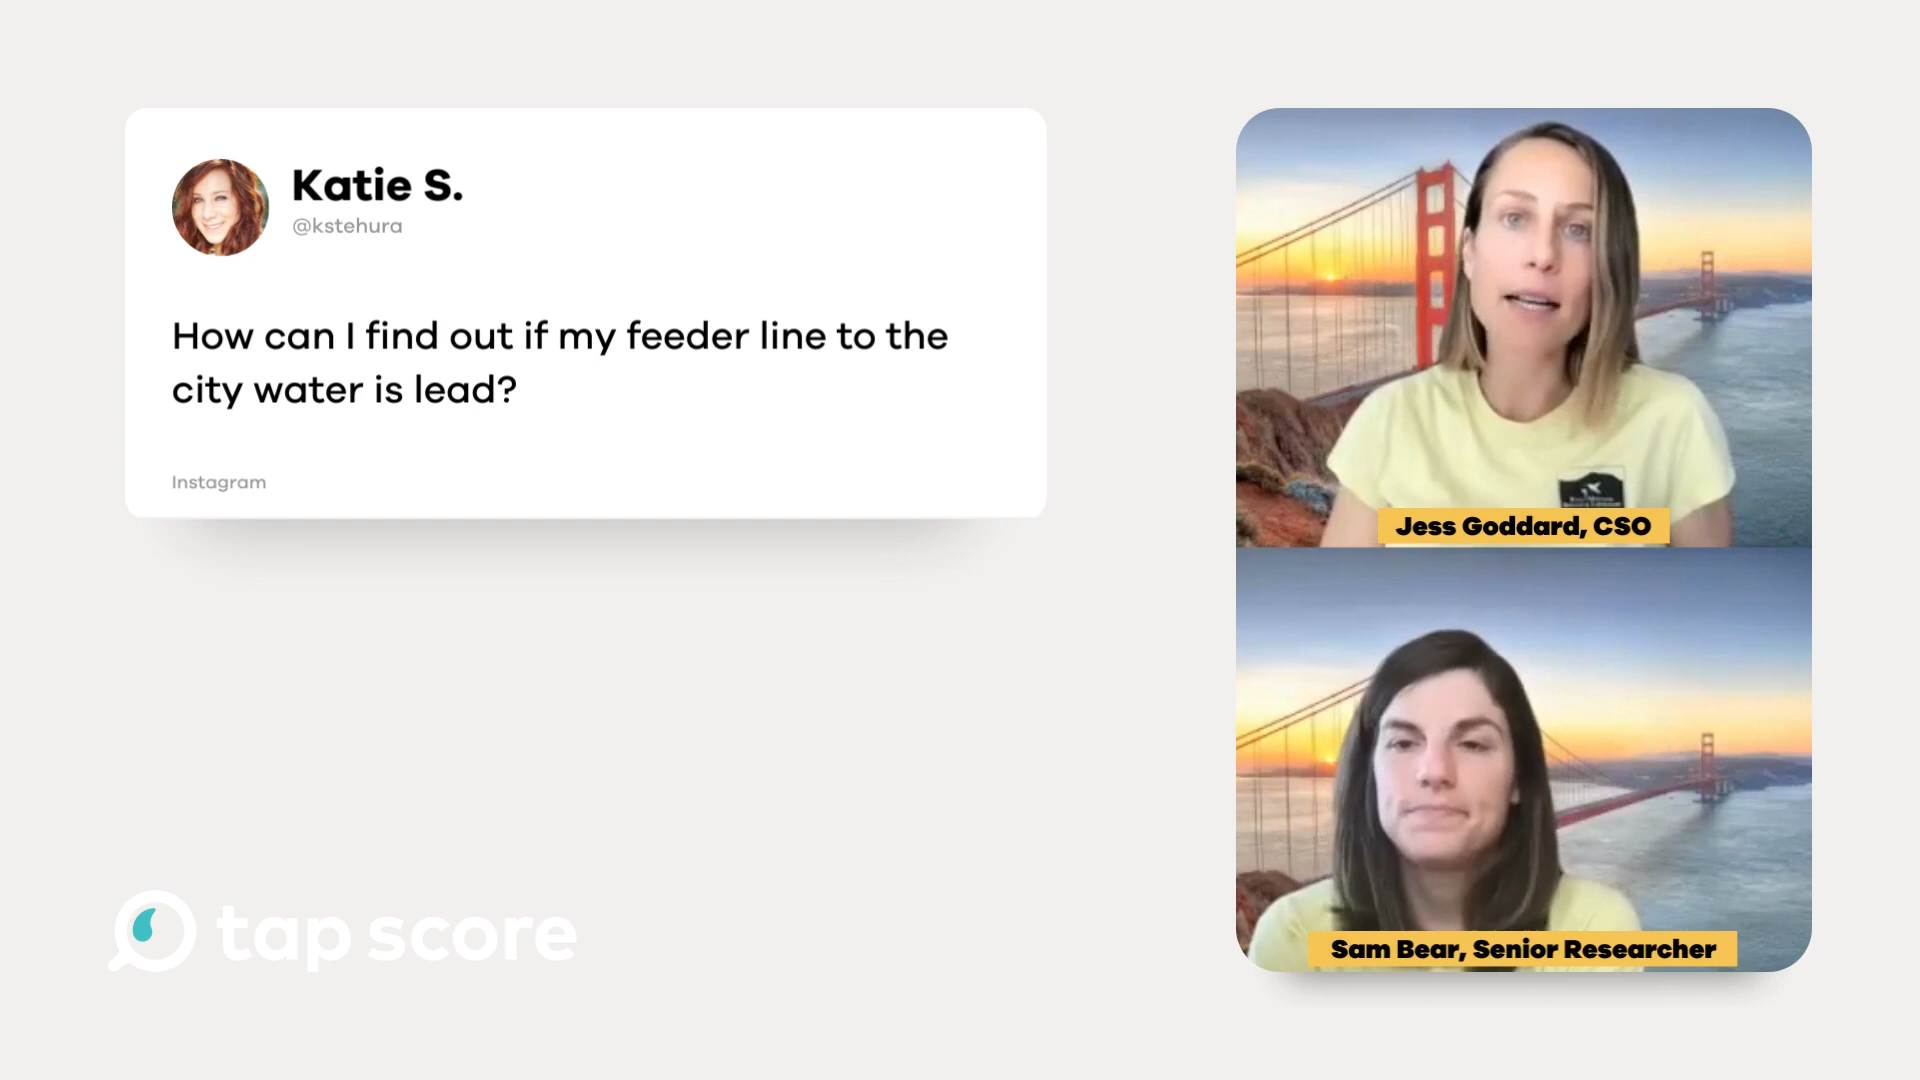 Katie S.
@kstehura
How can I find out if my feeder line to the
city water is lead?
Instagram
tap score
Jess Goddard, CSO
Sam Bear, Senior Researcher